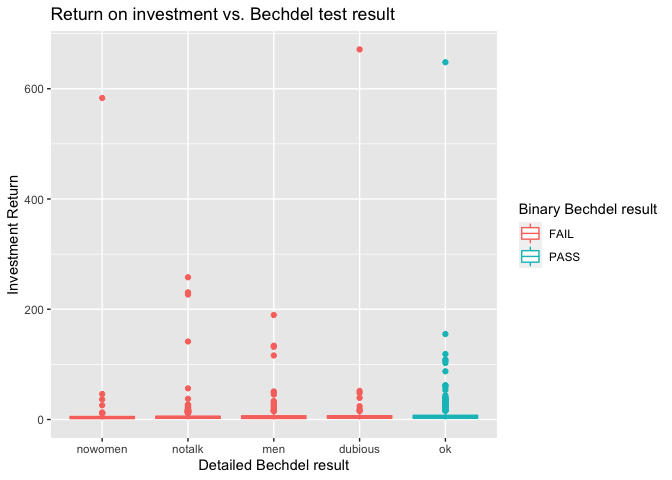 Return on investment vs. Bechdel test result
Investment Return
600
400
200
0
nowomen notalk men dubious ok
Detailed Bechdel result
Binary Bechdel result
FAIL
PASS